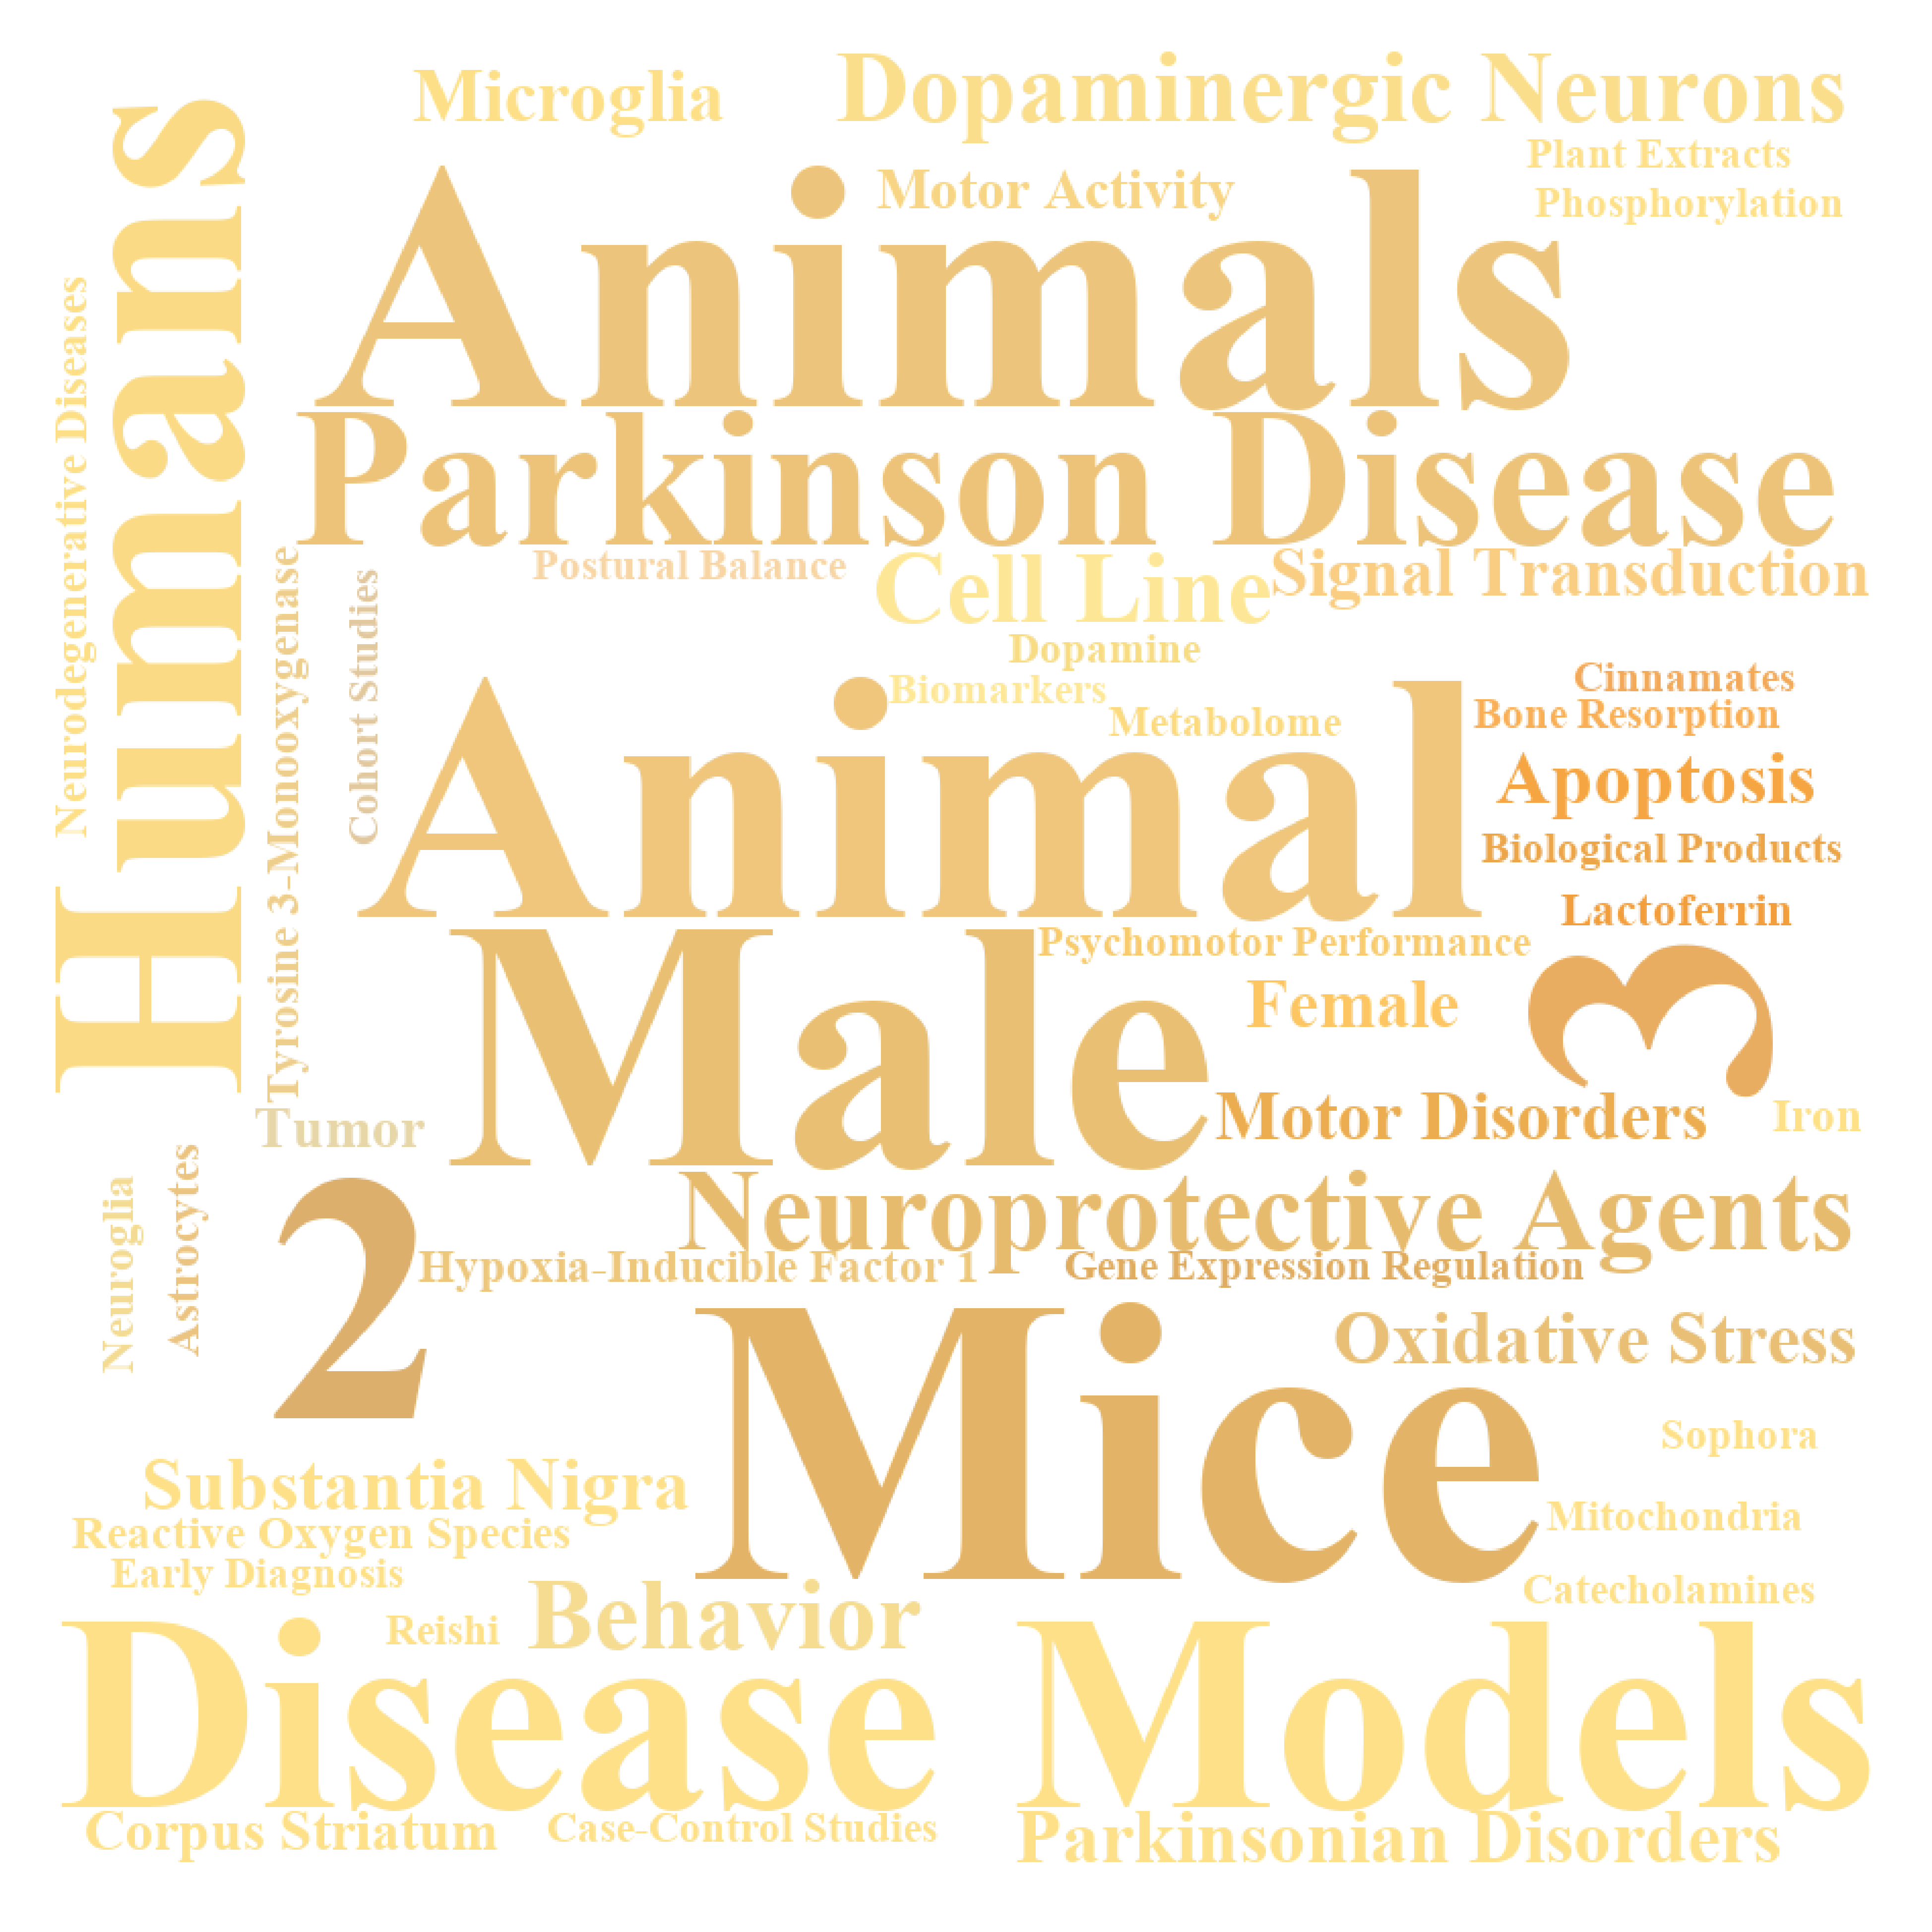 Microglia
Dopaminergic Neurons
Plant Extracts
Phosphorylation
Motor Activity
Animals
Humans
Neurodegenerative Diseases
Parkinson Disease
Postural Balance
Cell Line
Signal Transduction
Tyrosine 3-Monooxygenase
Cohort Studies
Dopamine
Biomarkers
Metabolome
Cinnamates
Bone Resorption
Animal
Apoptosis
Biological Products
Lactoferrin
Psychomotor Performance
Male
Female
3
Motor Disorders
Iron
Tumor
Neuroglia
Astrocytes
2
Neuroprotective Agents
Hypoxia-Inducible Factor 1
Gene Expression Regulation
Mice
Oxidative Stress
Sophora
Substantia Nigra
Reactive Oxygen Species
Mitochondria
Early Diagnosis
Catecholamines
Reishi
Behavior
Disease Models
Corpus Striatum
Case-Control Studies
Parkinsonian Disorders